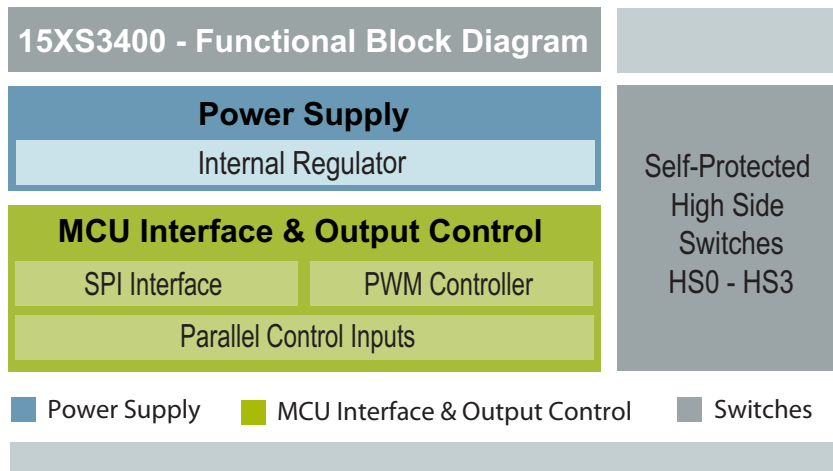 15XS3400 - Functional Block Diagram
Power Supply
Internal Regulator
MCU Interface & Output Control
SPI Interface
PWM Controller
Parallel Control Inputs
Self-Protected
High Side
Switches
HS0 - HS3
Power Supply
MCU Interface & Output Control
Switches